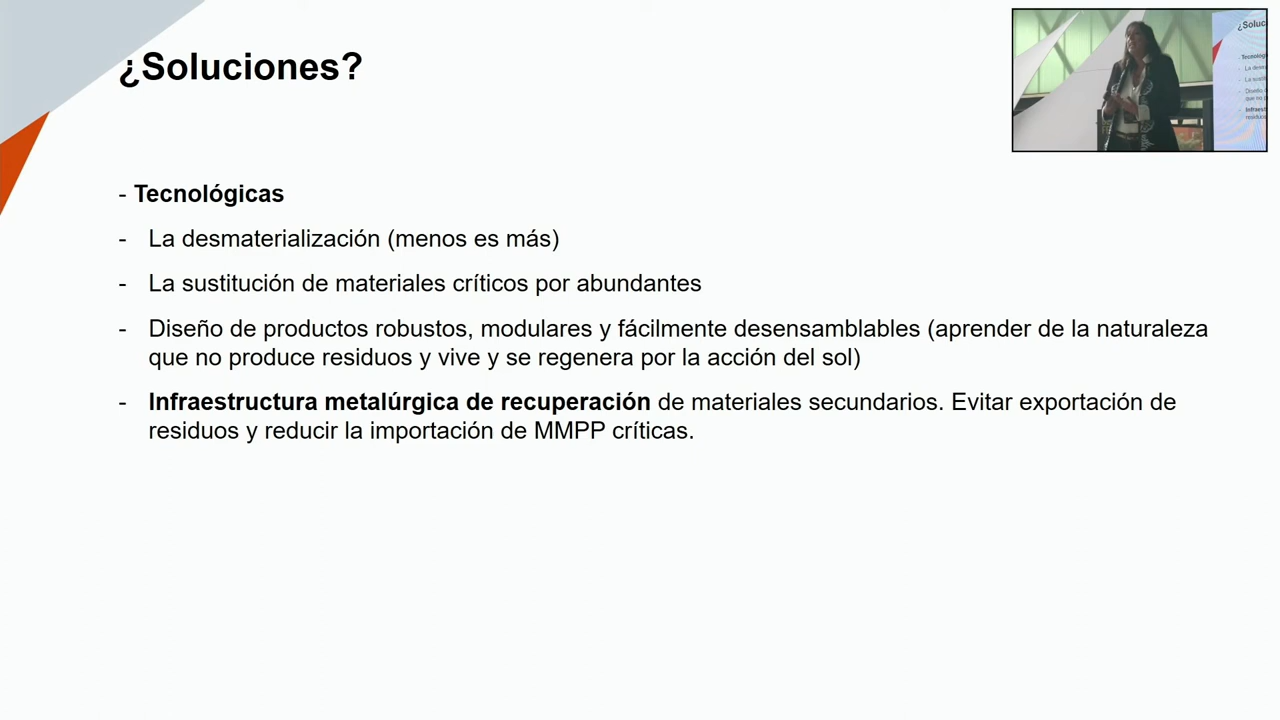 ¿Soluciones?
- Tecnológicas
- La desmaterialización (menos es más)
- La sustitución de materiales críticos por abundantes
- Diseño de productos robustos, modulares y fácilmente desensamblables (aprender de la naturaleza
que no produce residuos y vive y se regenera por la acción del sol)
- Infraestructura metalúrgica de recuperación de materiales secundarios. Evitar exportación de
residuos y reducir la importación de MMPP críticas.